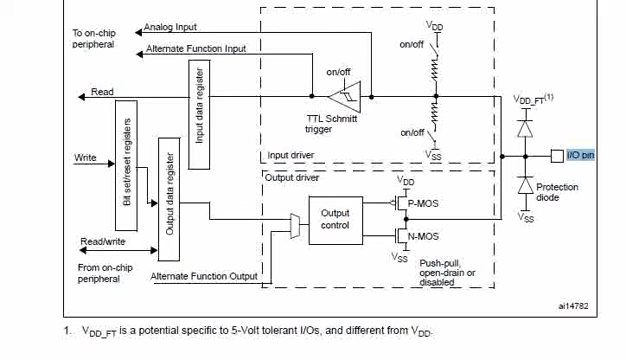 To on-chip
peripheral
Analog Input
Alternate Function Input
Read
Write
Read/write
From on-chip
peripheral
Alternate Function Output
Bit set/reset registers
Input data register
Output data register
on/off
TTL Schmitt
trigger
VDD
on/off
on/off
VSS
Input driver
Output driver
Output
control
VDD
P-MOS
N-MOS
VSS
Push-pull,
open-drain or
disabled
VDD_FT(1)
I/O pin
Protection
diode
VSS
ai14782
1. VDD_FT is a potential specific to 5-Volt tolerant I/Os, and different from VDD.